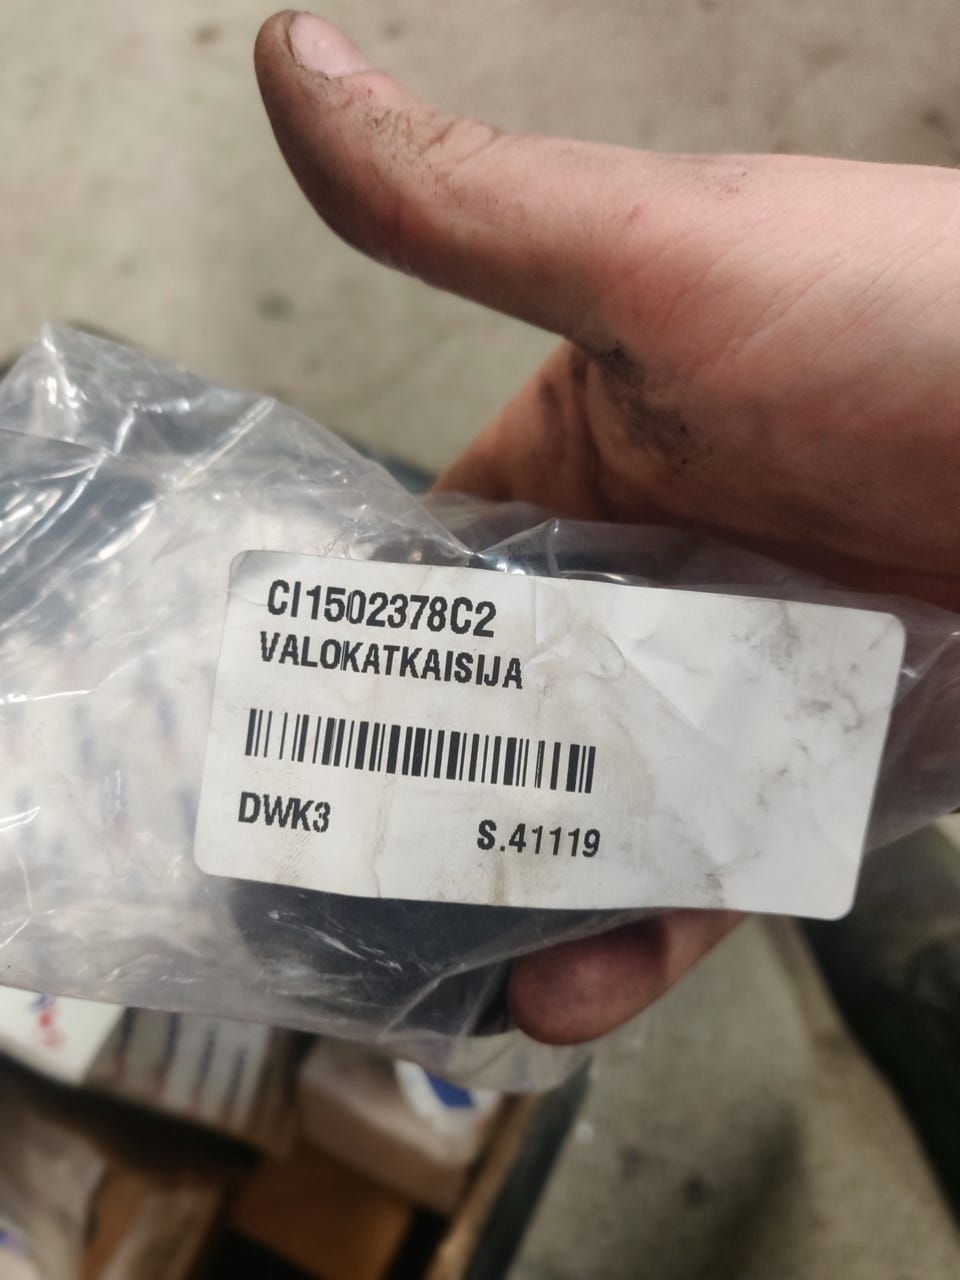 CI1502378C2
VALOKATKAISIJA
DWK3
S.41119